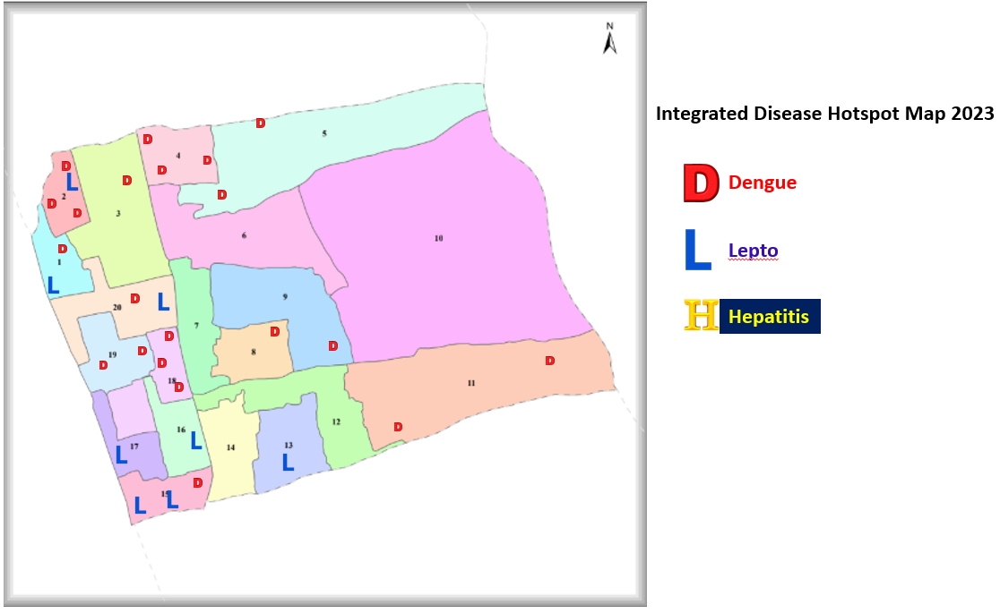 N
Integrated Disease Hotspot Map 2023
D Dengue
L Lepto
H Hepatitis
5
D
D
4
D
D
D
L
2
D
D
D
3
D
6
10
D
1
L
9
20
D
L
7
D
D
8
D
19
D
D
D
18
D
D
11
D
12
D
16
L
17
L
14
13
L
D
15
L
L